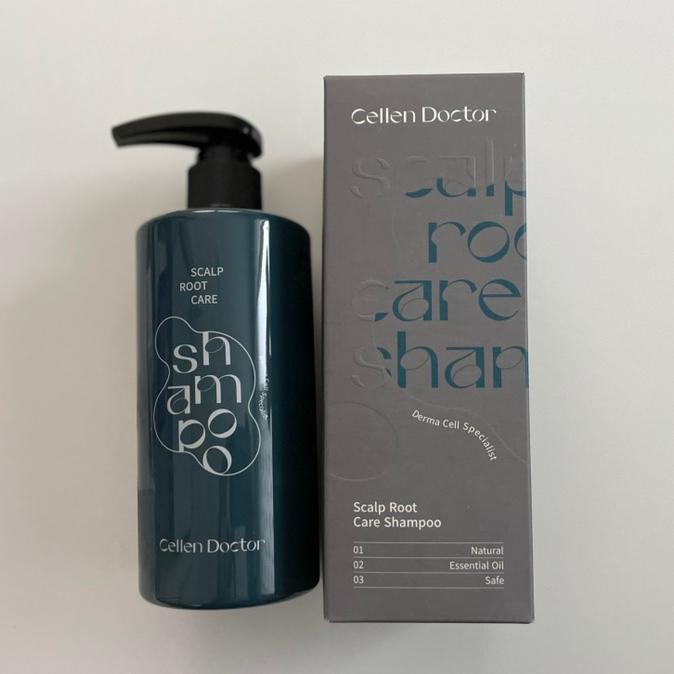 SCALP
ROOT
CARE
sh
am
po
o
Cell Specialist
Cellen Doctor
Cellen Doctor
scalp
roo
care
sham
Derma Cell Specialist
Scalp Root
Care Shampoo
01 Natural
02 Essential Oil
03 Safe